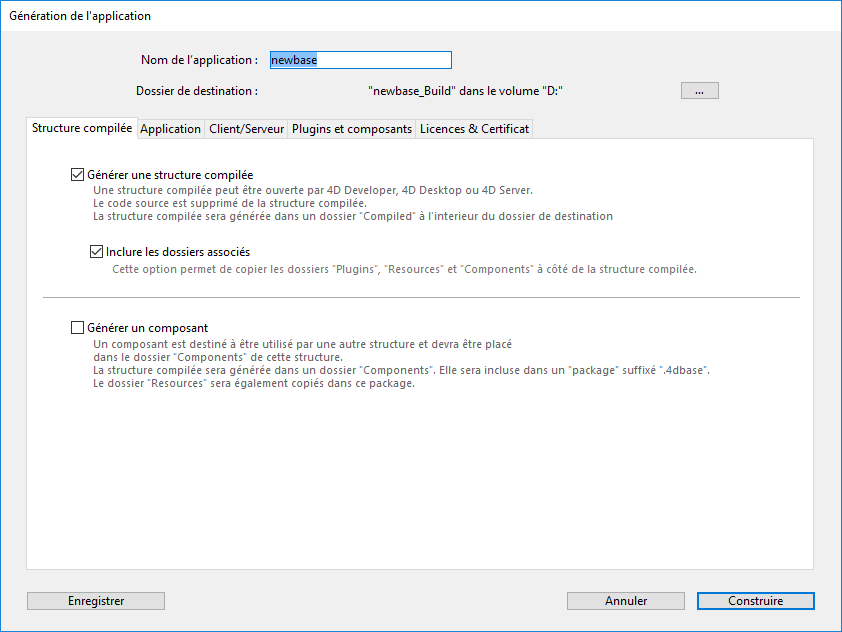 Génération de l'application
Nom de l'application :
newbase
Dossier de destination :
"newbase_Build" dans le volume "D:"
...
Structure compilée
Application
Client/Serveur
Plugins et composants
Licences & Certificat
Générer une structure compilée
Une structure compilée peut être ouverte par 4D Developer, 4D Desktop ou 4D Server.
Le code source est supprimé de la structure compilée.
La structure compilée sera générée dans un dossier "Compiled" à l'interieur du dossier de destination
Inclure les dossiers associés
Cette option permet de copier les dossiers "Plugins", "Resources" et "Components" à côté de la structure compilée.
Générer un composant
Un composant est destiné à être utilisé par une autre structure et devra être placé
dans le dossier "Components" de cette structure.
La structure compilée sera générée dans un dossier "Components". Elle sera incluse dans un "package" suffixé ".4dbase".
Le dossier "Resources" sera également copiés dans ce package.
Enregistrer
Annuler
Construire